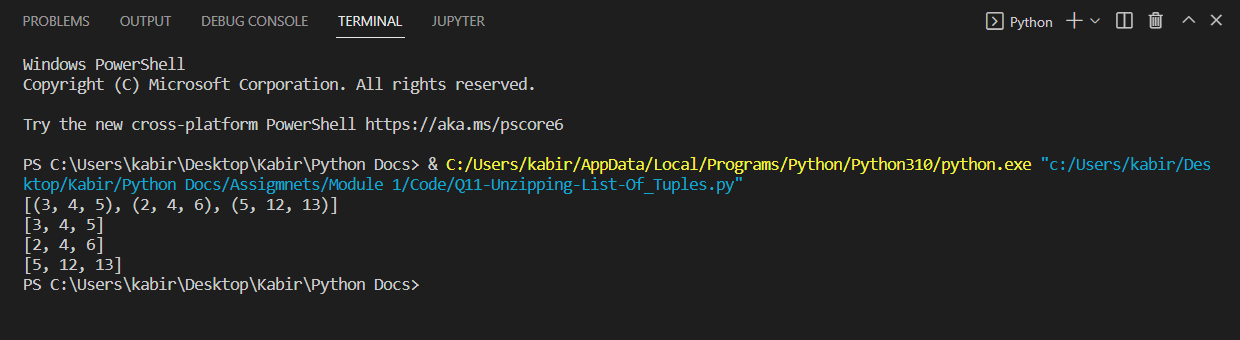 PROBLEMS OUTPUT DEBUG CONSOLE TERMINAL JUPYTER Python
Windows PowerShell
Copyright (C) Microsoft Corporation. All rights reserved.
Try the new cross-platform PowerShell https://aka.ms/pscore6
PS C:\Users\kabir\Desktop\Kabir\Python Docs> & C:/Users/kabir/AppData/Local/Programs/Python/Python310/python.exe "c:/Users/kabir/Des
ktop/Kabir/Python Docs/Assigmnets/Module 1/Code/Q11-Unzipping-List-Of_Tuples.py"
[(3, 4, 5), (2, 4, 6), (5, 12, 13)]
[3, 4, 5]
[2, 4, 6]
[5, 12, 13]
PS C:\Users\kabir\Desktop\Kabir\Python Docs>